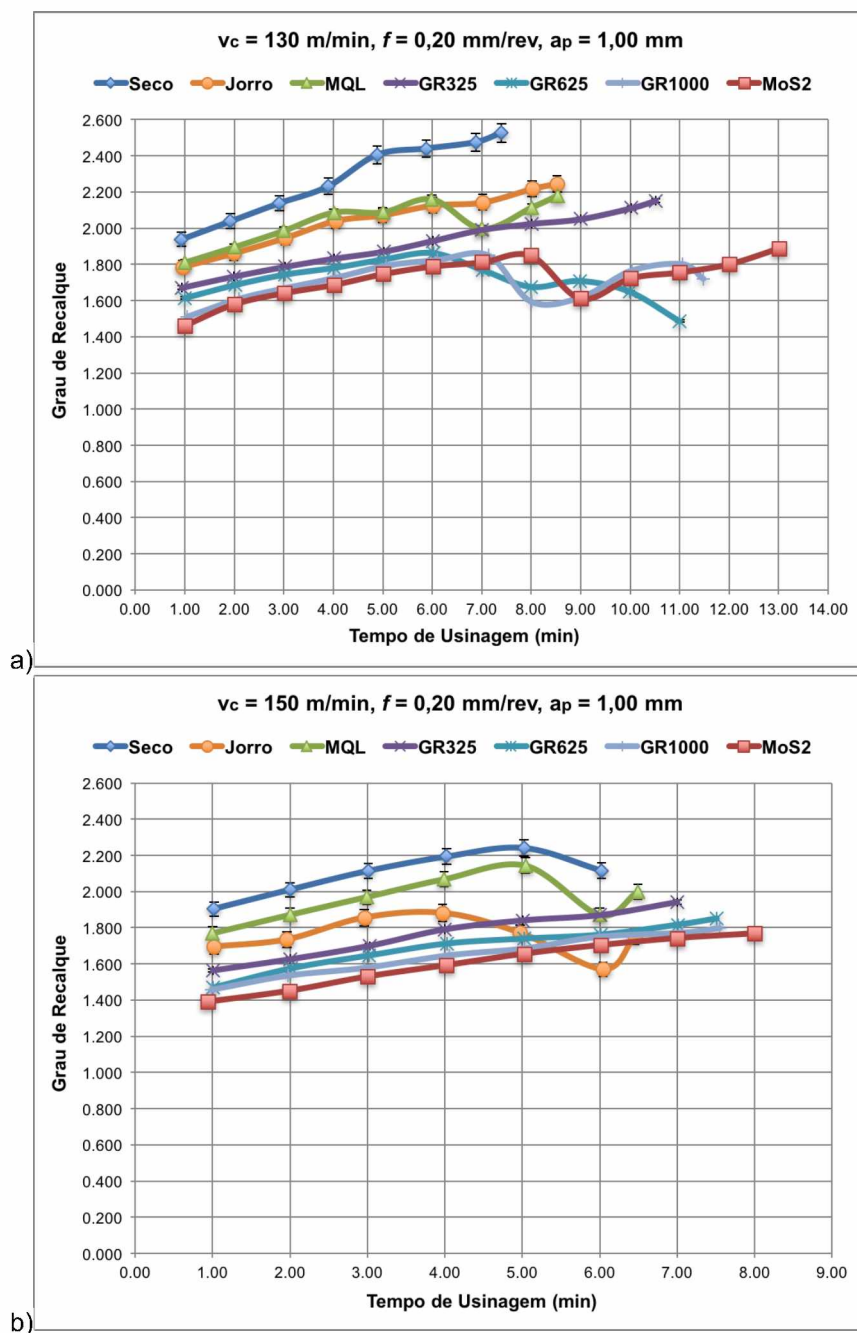 vc = 130 m/min, f = 0,20 mm/rev, ap = 1,00 mm
Seco Jorro MQL GR325 GR625 GR1000 MoS2
2.600
2.400
2.200
2.000
1.800
1.600
1.400
1.200
1.000
0.800
0.600
0.400
0.200
0.000
Grau de Recalque
0.00 1.00 2.00 3.00 4.00 5.00 6.00 7.00 8.00 9.00 10.00 11.00 12.00 13.00 14.00
Tempo de Usinagem (min)
a)
vc = 150 m/min, f = 0,20 mm/rev, ap = 1,00 mm
Seco Jorro MQL GR325 GR625 GR1000 MoS2
2.600
2.400
2.200
2.000
1.800
1.600
1.400
1.200
1.000
0.800
0.600
0.400
0.200
0.000
Grau de Recalque
0.00 1.00 2.00 3.00 4.00 5.00 6.00 7.00 8.00 9.00
Tempo de Usinagem (min)
b)